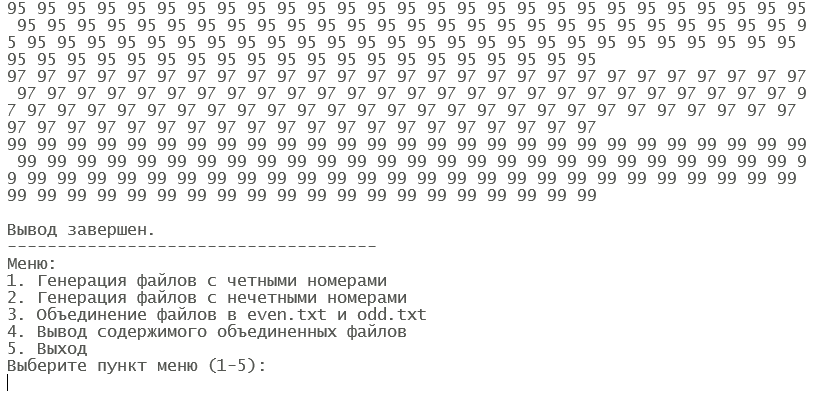 95 95 95 95 95 95 95 95 95 95 95 95 95 95 95 95 95 95 95 95 95 95 95 95 95 95 95
95 95 95 95 95 95 95 95 95 95 95 95 95 95 95 95 95 95 95 95 95 95 95 95 95 95 9
5 95 95 95 95 95 95 95 95 95 95 95 95 95 95 95 95 95 95 95 95 95 95 95 95 95 95
95 95 95 95 95 95 95 95 95 95 95 95 95 95 95 95 95 95 95 95
97 97 97 97 97 97 97 97 97 97 97 97 97 97 97 97 97 97 97 97 97 97 97 97 97 97 97
97 97 97 97 97 97 97 97 97 97 97 97 97 97 97 97 97 97 97 97 97 97 97 97 97 97 9
7 97 97 97 97 97 97 97 97 97 97 97 97 97 97 97 97 97 97 97 97 97 97 97 97 97 97
97 97 97 97 97 97 97 97 97 97 97 97 97 97 97 97 97 97 97 97
99 99 99 99 99 99 99 99 99 99 99 99 99 99 99 99 99 99 99 99 99 99 99 99 99 99 99
99 99 99 99 99 99 99 99 99 99 99 99 99 99 99 99 99 99 99 99 99 99 99 99 99 99 9
9 99 99 99 99 99 99 99 99 99 99 99 99 99 99 99 99 99 99 99 99 99 99 99 99 99 99
99 99 99 99 99 99 99 99 99 99 99 99 99 99 99 99 99 99 99 99
Вывод завершен.
-------------------------------------
Меню:
1. Генерация файлов с четными номерами
2. Генерация файлов с нечетными номерами
3. Объединение файлов в even.txt и odd.txt
4. Вывод содержимого объединенных файлов
5. Выход
Выберите пункт меню (1-5):